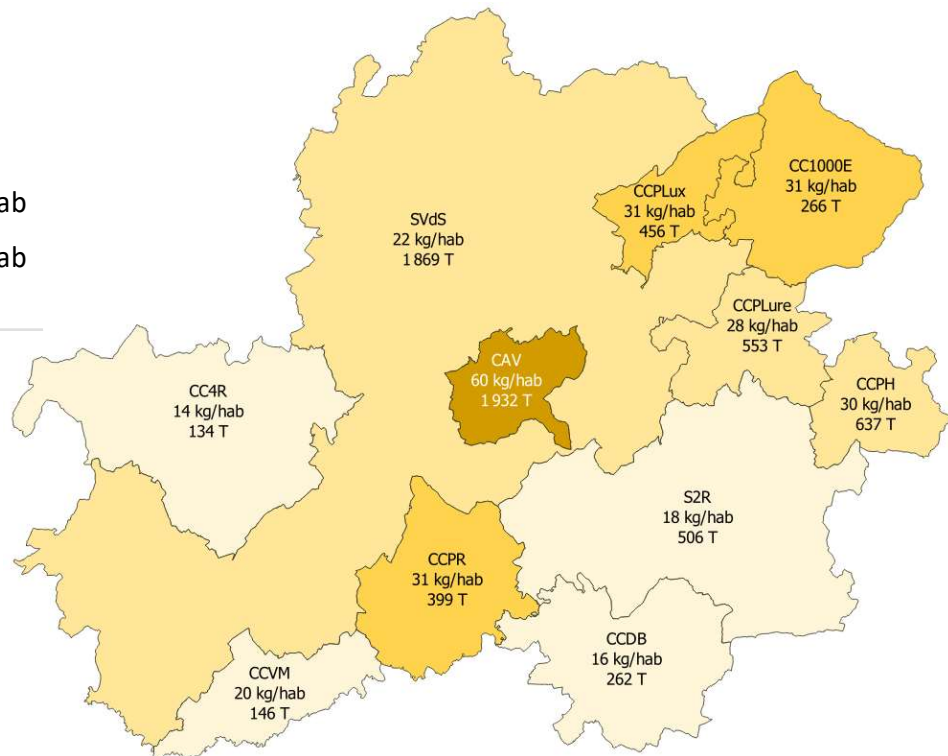 ab
ab
SVdS
22 kg/hab
1 869 T
CCPLux
31 kg/hab
456 T
CC1000E
31 kg/hab
266 T
CCPLure
28 kg/hab
553 T
CCPH
30 kg/hab
637 T
CAV
60 kg/hab
1 932 T
CC4R
14 kg/hab
134 T
S2R
18 kg/hab
506 T
CCPR
31 kg/hab
399 T
CCDB
16 kg/hab
262 T
CCVM
20 kg/hab
146 T